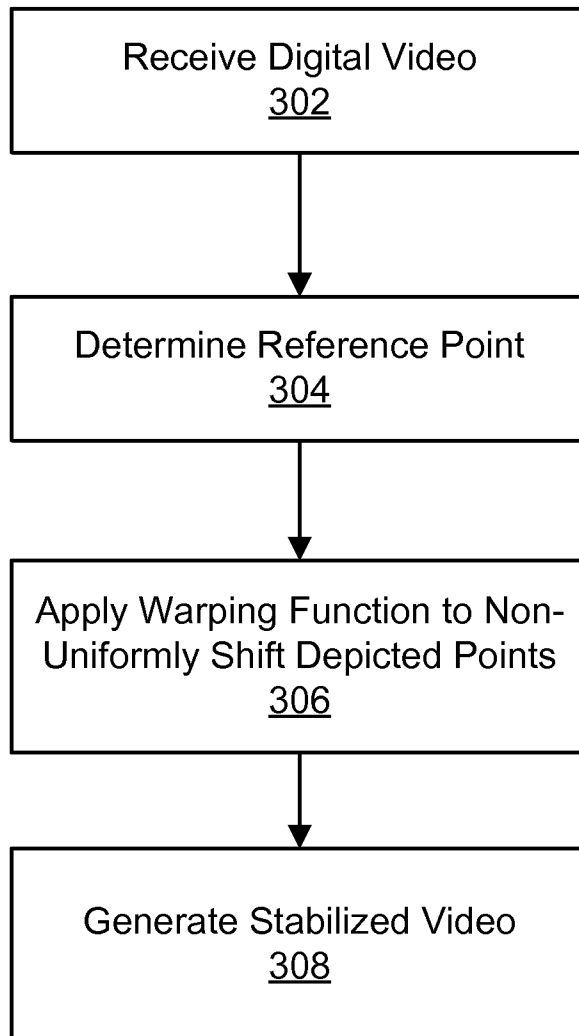 Receive Digital Video
302
Determine Reference Point
304
Apply Warping Function to Non-
Uniformly Shift Depicted Points
306
Generate Stabilized Video
308